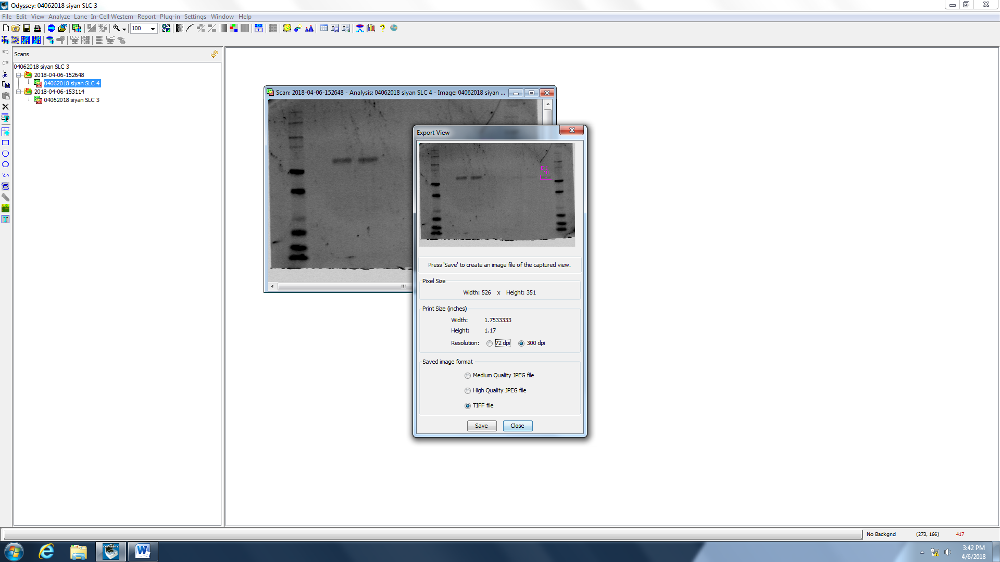 Odyssey: 04062018 siyan SLC 3
File Edit View Analyze Lane In-Cell Western Report Plug-in Settings Window Help
100
Scans
04062018 siyan SLC 3
2018-04-06-152648
04062018 siyan SLC 4
2018-04-06-153114
04062018 siyan SLC 3
Scan: 2018-04-06-152648 - Analysis: 04062018 siyan SLC 4 - Image: 04062018 siyan ...
Export View
Press 'Save' to create an image file of the captured view.
Pixel Size
Width: 526 x Height: 351
Print Size (inches)
Width: 1.7533333
Height: 1.17
Resolution: 72 dpi 300 dpi
Saved image format
Medium Quality JPEG file
High Quality JPEG file
TIFF file
Save Close
No Backgnd (273, 166) 417
3:42 PM
4/6/2018